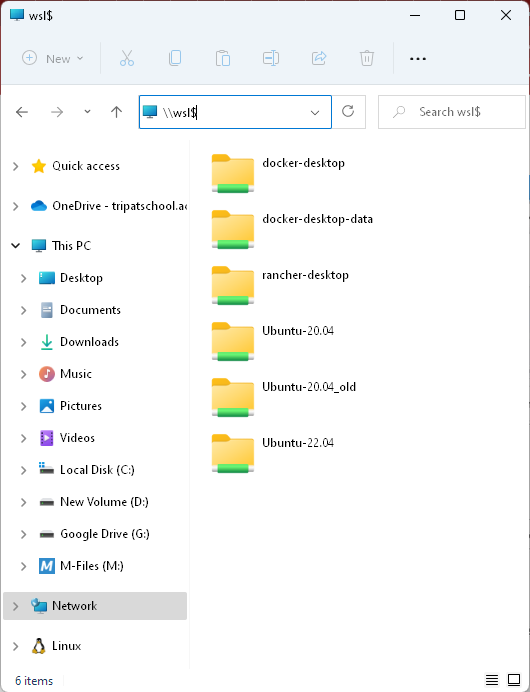 wsl$
New
\\wsl$
Search wsl$
Quick access
OneDrive - tripatschool.ac
This PC
Desktop
Documents
Downloads
Music
Pictures
Videos
Local Disk (C:)
New Volume (D:)
Google Drive (G:)
M-Files (M:)
Network
Linux
docker-desktop
docker-desktop-data
rancher-desktop
Ubuntu-20.04
Ubuntu-20.04_old
Ubuntu-22.04
6 items